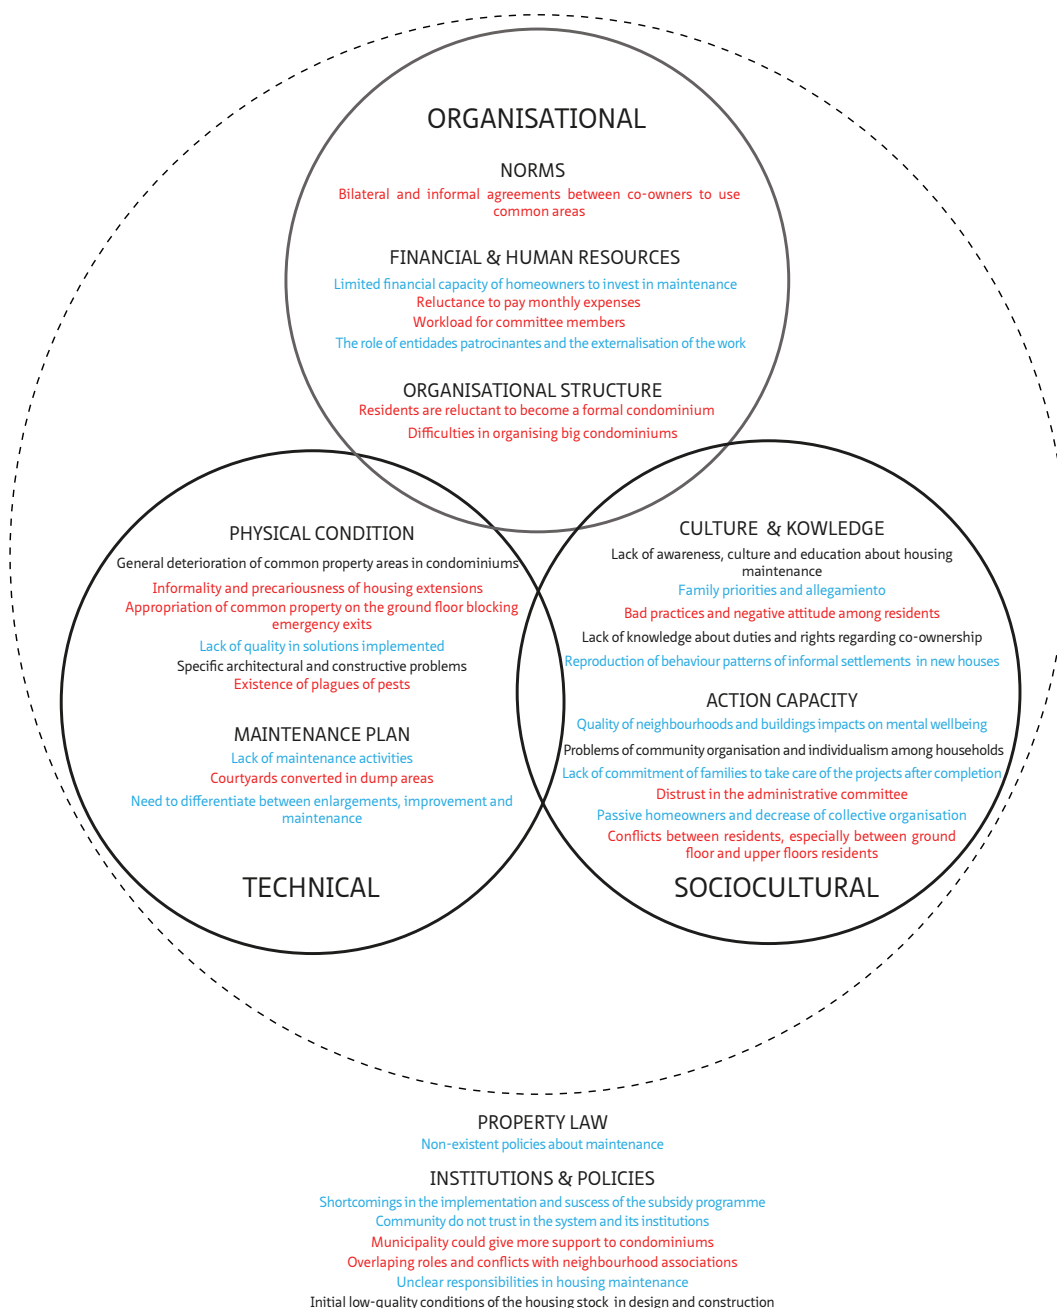 ORGANISATIONAL
NORMS
Bilateral and informal agreements between co-owners to use
common areas
FINANCIAL & HUMAN RESOURCES
Limited financial capacity of homeowners to invest in maintenance
Reluctance to pay monthly expenses
Workload for committee members
The role of entidades patrocinantes and the externalisation of the work
ORGANISATIONAL STRUCTURE
Residents are reluctant to become a formal condominium
Difficulties in organising big condominiums
PHYSICAL CONDITION
General deterioration of common property areas in condominiums
Informality and precariousness of housing extensions
Appropriation of common property on the ground floor blocking
emergency exits
Lack of quality in solutions implemented
Specific architectural and constructive problems
Existence of plagues of pests
MAINTENANCE PLAN
Lack of maintenance activities
Courtyards converted in dump areas
Need to differentiate between enlargements, improvement and
maintenance
TECHNICAL
CULTURE & KOWLEDGE
Lack of awareness, culture and education about housing
maintenance
Family priorities and allegamiento
Bad practices and negative attitude among residents
Lack of knowledge about duties and rights regarding co-ownership
Reproduction of behaviour patterns of informal settlements in new houses
ACTION CAPACITY
Quality of neighbourhoods and buildings impacts on mental wellbeing
Problems of community organisation and individualism among households
Lack of commitment of families to take care of the projects after completion
Distrust in the administrative committee
Passive homeowners and decrease of collective organisation
Conflicts between residents, especially between ground
floor and upper floors residents
SOCIOCULTURAL
PROPERTY LAW
Non-existent policies about maintenance
INSTITUTIONS & POLICIES
Shortcomings in the implementation and sucess of the subsidy programme
Community do not trust in the system and its institutions
Municipality could give more support to condominiums
Overlaping roles and conflicts with neighbourhood associations
Unclear responsibilities in housing maintenance
Initial low-quality conditions of the housing stock in design and construction